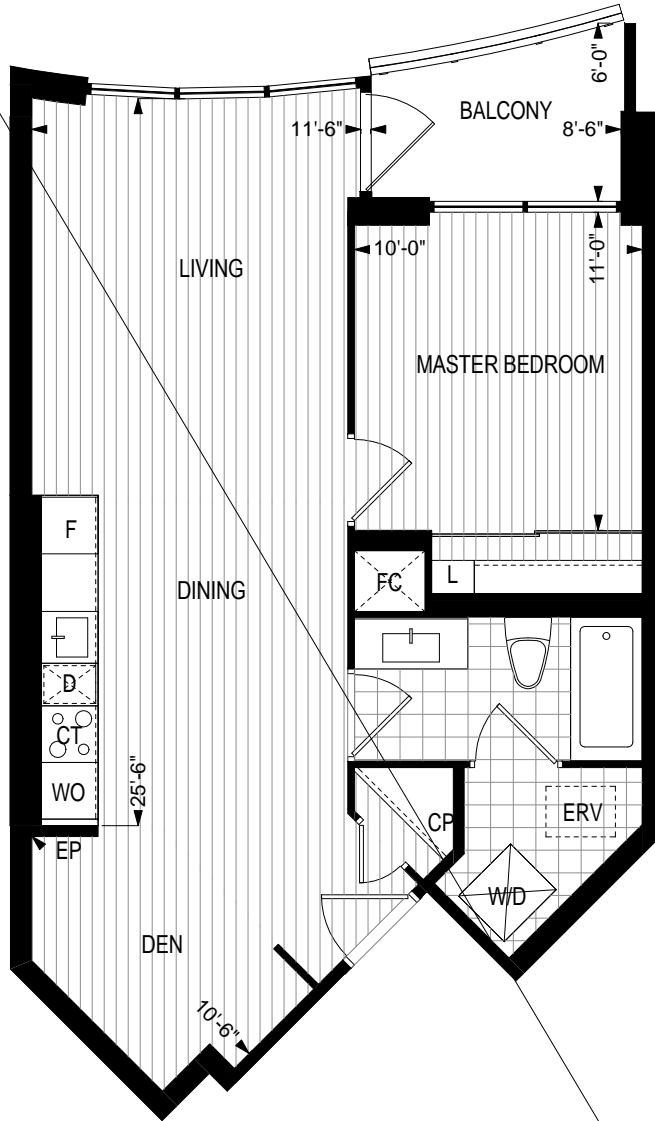 6'-0"
BALCONY
11'-6"
8'-6"
10'-0"
11'-0"
LIVING
MASTER BEDROOM
F
FC
L
DINING
D
CT
WO
25'-6"
CP
ERV
EP
W/D
DEN
10'-6"